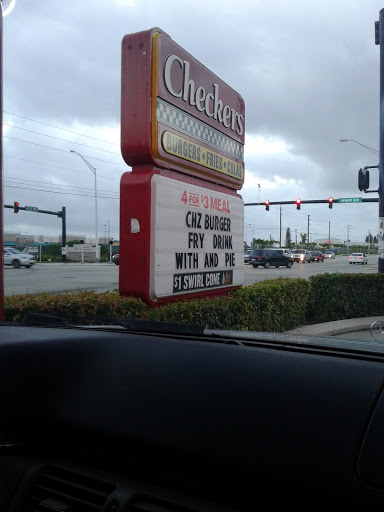 Checkers
BURGERS • FRIES • COLAS
4 FOR $3 MEAL
CHZ BURGER
FRY DRINK
WITH AND PIE
$1 SWIRL CONE